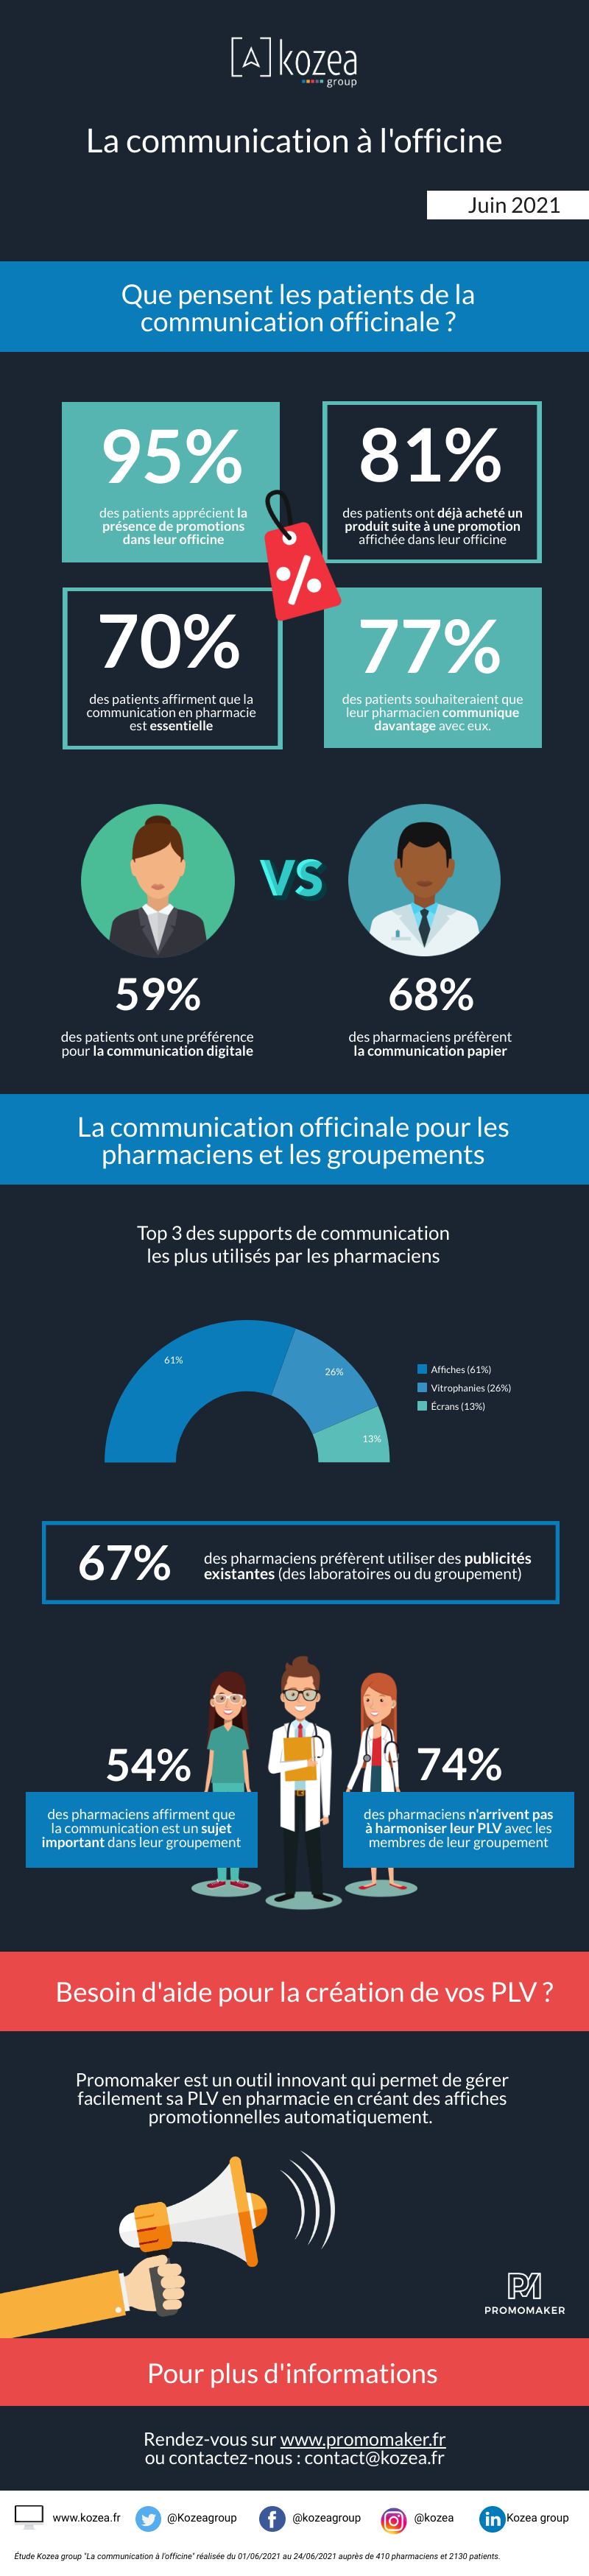 [A] kozea
group
La communication à l'officine
Juin 2021
Que pensent les patients de la
communication officinale ?
95%
des patients apprécient la
présence de promotions
dans leur officine
81%
des patients ont déjà acheté un
produit suite à une promotion
affichée dans leur officine
%
70%
des patients affirment que la
communication en pharmacie
est essentielle
77%
des patients souhaiteraient que
leur pharmacien communique
davantage avec eux.
VS
59%
des patients ont une préférence
pour la communication digitale
68%
des pharmaciens préfèrent
la communication papier
La communication officinale pour les
pharmaciens et les groupements
Top 3 des supports de communication
les plus utilisés par les pharmaciens
61%
26%
13%
Affiches (61%)
Vitrophanies (26%)
Écrans (13%)
67%
des pharmaciens préfèrent utiliser des publicités
existantes (des laboratoires ou du groupement)
54%
des pharmaciens affirment que
la communication est un sujet
important dans leur groupement
74%
des pharmaciens n'arrivent pas
à harmoniser leur PLV avec les
membres de leur groupement
Besoin d'aide pour la création de vos PLV ?
Promomaker est un outil innovant qui permet de gérer
facilement sa PLV en pharmacie en créant des affiches
promotionnelles automatiquement.
PM
PROMOMAKER
Pour plus d'informations
Rendez-vous sur www.promomaker.fr
ou contactez-nous : contact@kozea.fr
www.kozea.fr
@Kozeagroup
@kozeagroup
@kozea
Kozea group
Étude Kozea group "La communication à l'officine" réalisée du 01/06/2021 au 24/06/2021 auprès de 410 pharmaciens et 2130 patients.